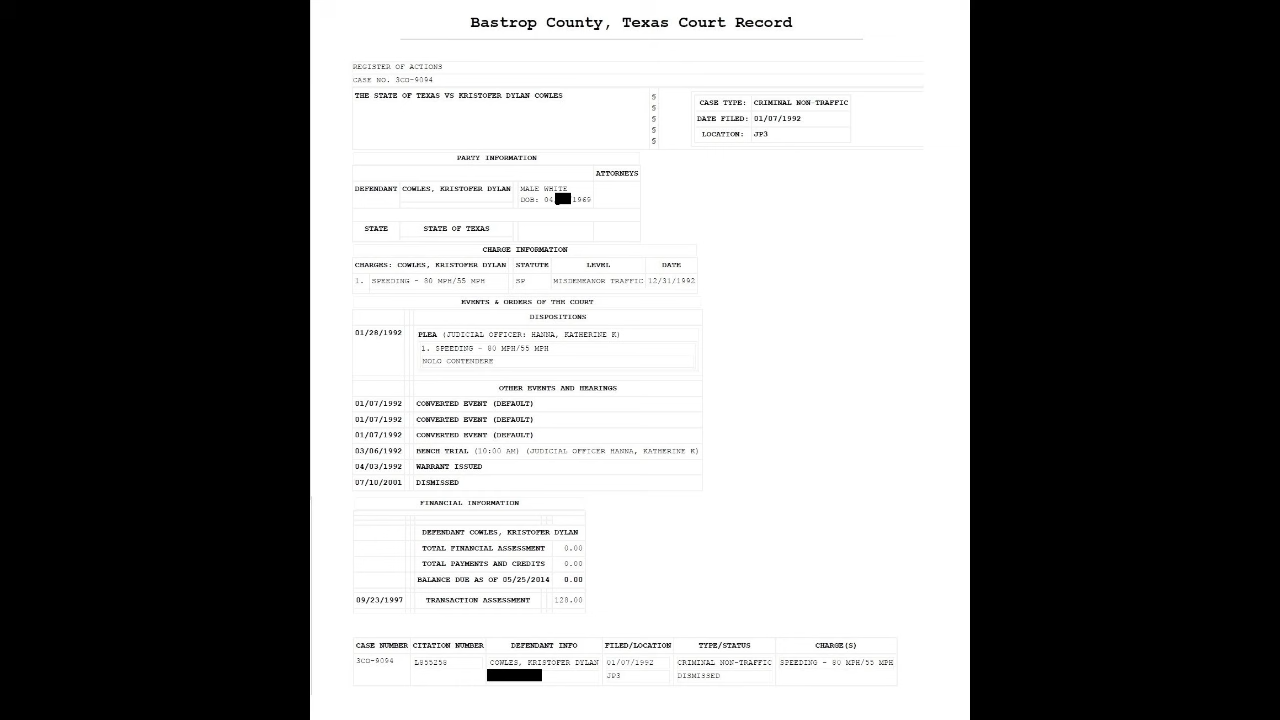 Bastrop County, Texas Court Record
REGISTER OF ACTIONS
CASE NO. 3CO-9094
THE STATE OF TEXAS VS KRISTOFER DYLAN COWLES
§
§
§
§
§
CASE TYPE: CRIMINAL NON-TRAFFIC
DATE FILED: 01/07/1992
LOCATION: JP3
PARTY INFORMATION
ATTORNEYS
DEFENDANT COWLES, KRISTOFER DYLAN MALE WHITE
DOB: 04 1969
STATE STATE OF TEXAS
CHARGE INFORMATION
CHARGES: COWLES, KRISTOFER DYLAN STATUTE LEVEL DATE
1. SPEEDING - 80 MPH/55 MPH SP MISDEMEANOR TRAFFIC 12/31/1992
EVENTS & ORDERS OF THE COURT
DISPOSITIONS
01/28/1992 PLEA (JUDICIAL OFFICER: HANNA, KATHERINE K)
1. SPEEDING - 80 MPH/55 MPH
NOLO CONTENDERE
OTHER EVENTS AND HEARINGS
01/07/1992 CONVERTED EVENT (DEFAULT)
01/07/1992 CONVERTED EVENT (DEFAULT)
01/07/1992 CONVERTED EVENT (DEFAULT)
03/06/1992 BENCH TRIAL (10:00 AM) (JUDICIAL OFFICER HANNA, KATHERINE K)
04/03/1992 WARRANT ISSUED
07/10/2001 DISMISSED
FINANCIAL INFORMATION
DEFENDANT COWLES, KRISTOFER DYLAN
TOTAL FINANCIAL ASSESSMENT 0.00
TOTAL PAYMENTS AND CREDITS 0.00
BALANCE DUE AS OF 05/25/2014 0.00
09/23/1997 TRANSACTION ASSESSMENT 128.00
CASE NUMBER CITATION NUMBER DEFENDANT INFO FILED/LOCATION TYPE/STATUS CHARGE(S)
3CO-9094 L855258 COWLES, KRISTOFER DYLAN 01/07/1992 CRIMINAL NON-TRAFFIC SPEEDING - 80 MPH/55 MPH
JP3 DISMISSED